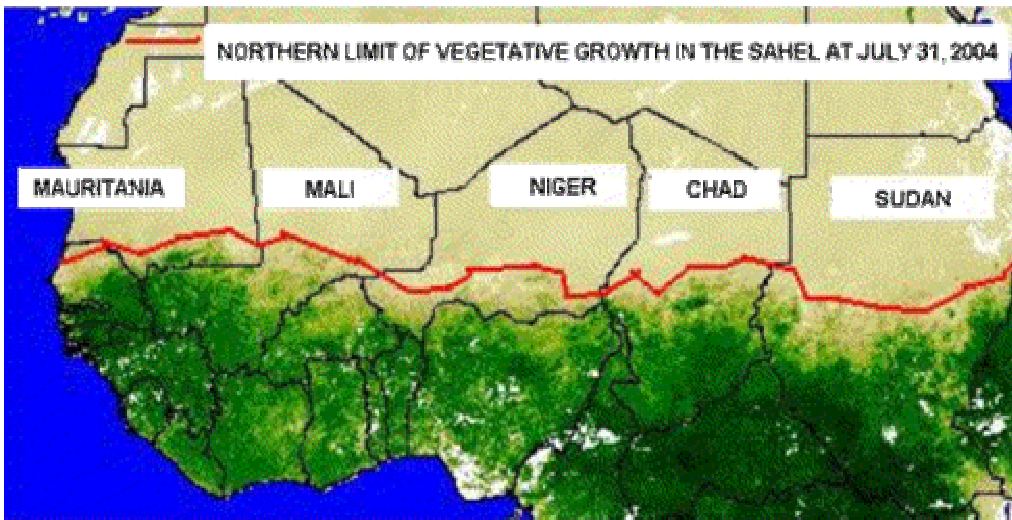 NORTHERN LIMIT OF VEGETATIVE GROWTH IN THE SAHEL AT JULY 31, 2004
MAURITANIA
MALI
NIGER
CHAD
SUDAN